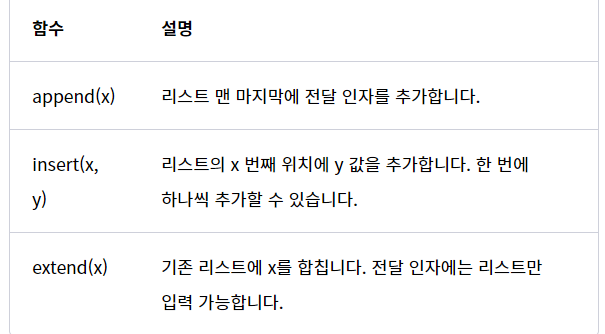 함수 설명
append(x) 리스트 맨 마지막에 전달 인자를 추가합니다.
insert(x, 리스트의 x 번째 위치에 y 값을 추가합니다. 한 번에
y) 하나씩 추가할 수 있습니다.
extend(x) 기존 리스트에 x를 합칩니다. 전달 인자에는 리스트만
입력 가능합니다.